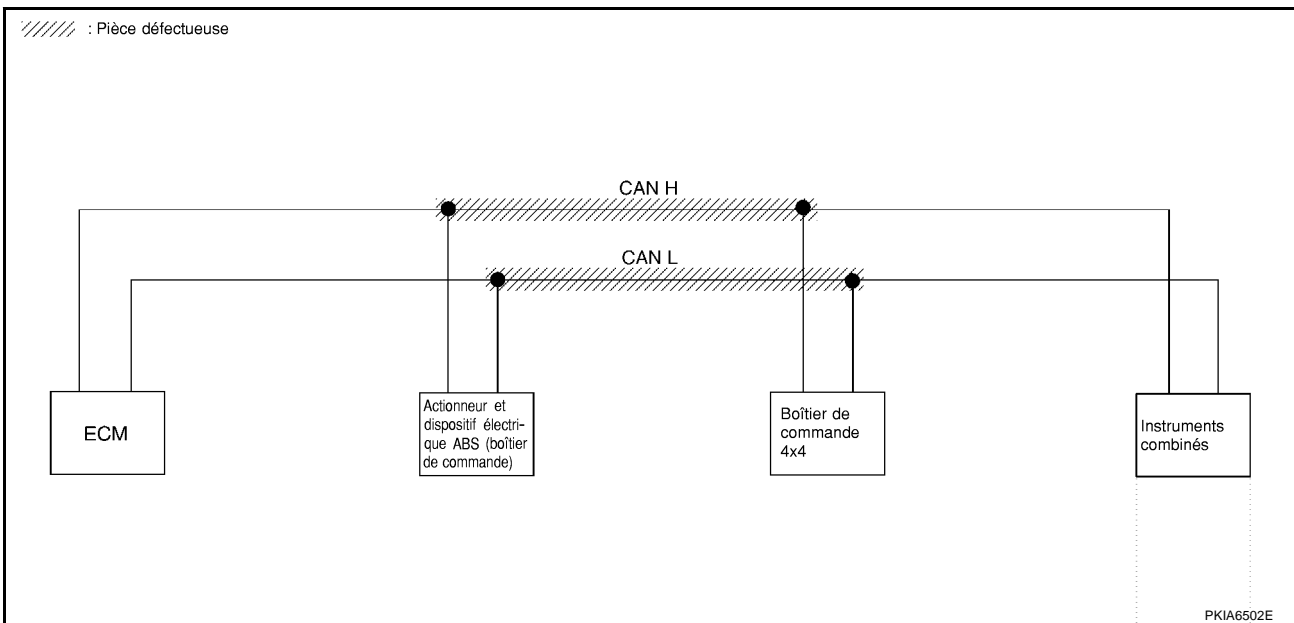 : Pièce défectueuse
CAN H
CAN L
ECM
Actionneur et
dispositif électri-
que ABS (boîtier
de commande)
Boîtier de
commande
4x4
Instruments
combinés
PKIA6502E